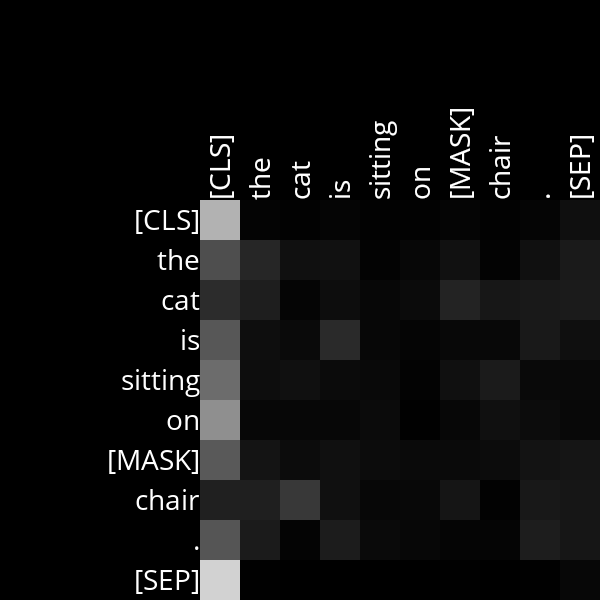 [CLS] the cat is sitting on [MASK] chair . [SEP]
[CLS]
the
cat
is
sitting
on
[MASK]
chair
.
[SEP]